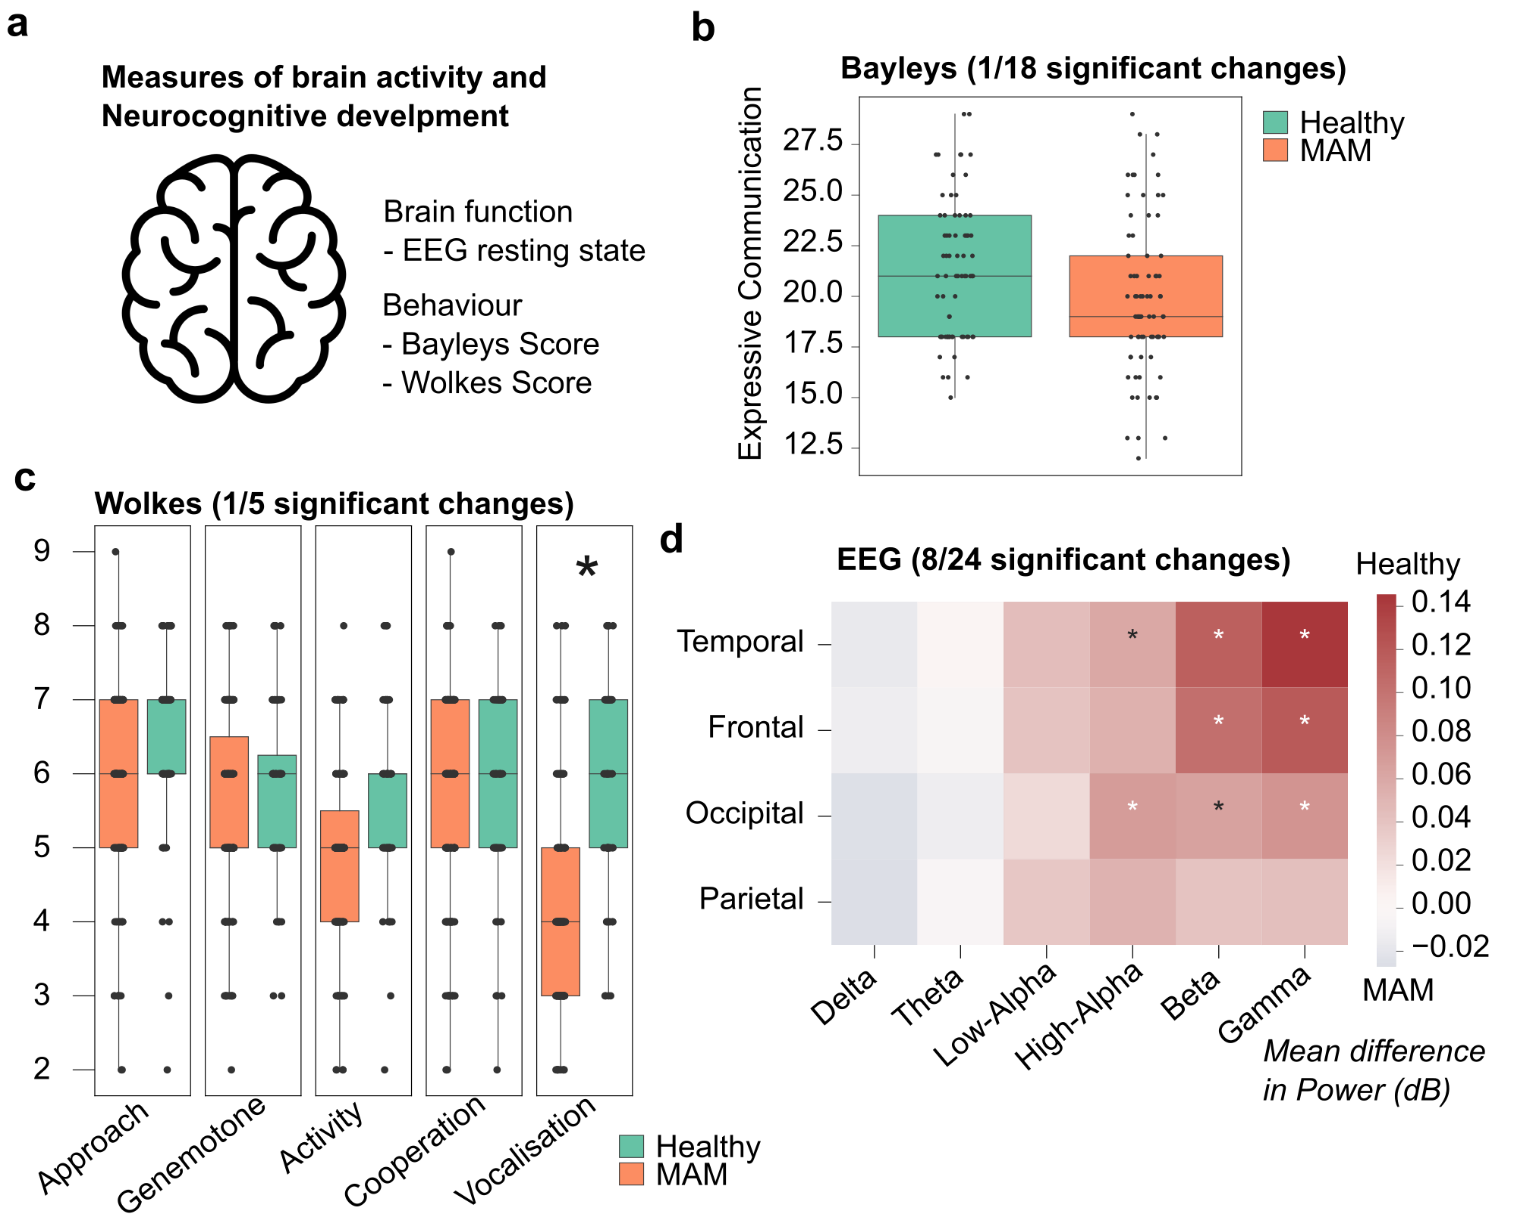 a
Measures of brain activity and
Neurocognitive develpment
Brain function
- EEG resting state
Behaviour
- Bayleys Score
- Wolkes Score
b
Bayleys (1/18 significant changes)
Expressive Communication
27.5
25.0
22.5
20.0
17.5
15.0
12.5
Healthy
MAM
c
Wolkes (1/5 significant changes)
9
8
7
6
5
4
3
2
*
Approach
Genemotone
Activity
Cooperation
Vocalisation
Healthy
MAM
d
EEG (8/24 significant changes)
Temporal
Frontal
Occipital
Parietal
* * *
* *
* * *
Delta
Theta
Low-Alpha
High-Alpha
Beta
Gamma
Healthy
0.14
0.12
0.10
0.08
0.06
0.04
0.02
0.00
−0.02
MAM
Mean difference
in Power (dB)